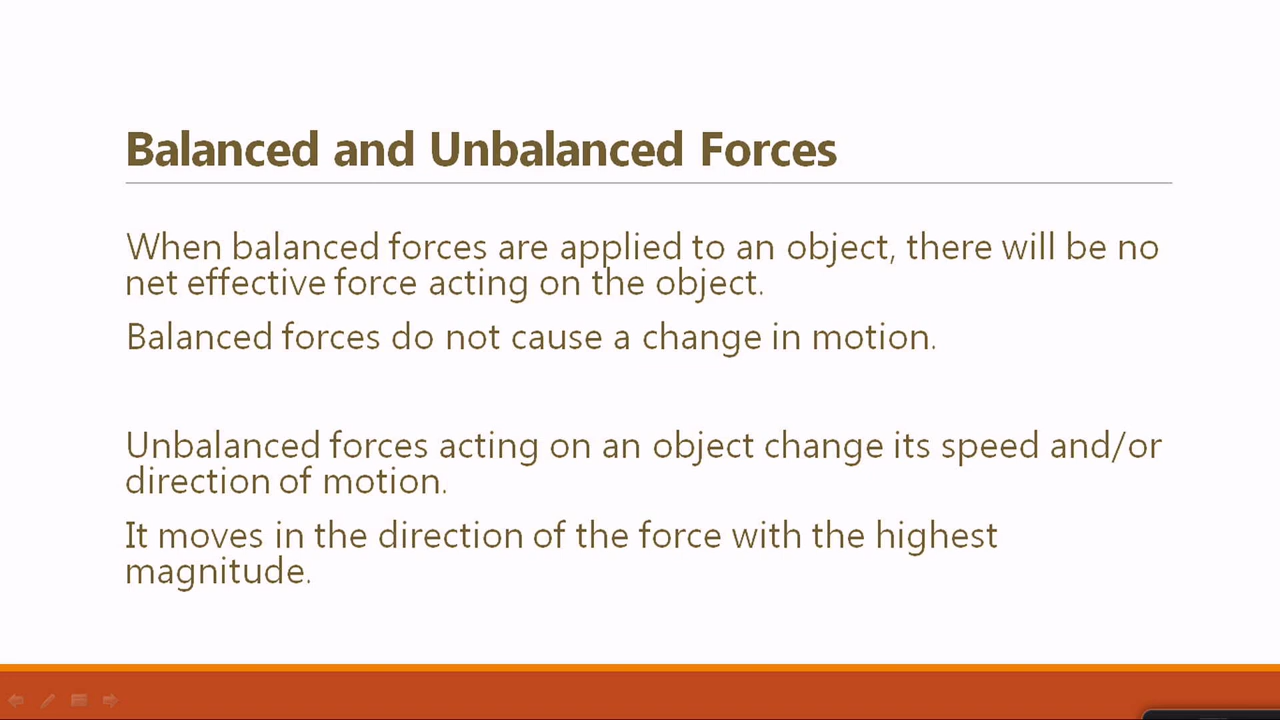 Balanced and Unbalanced Forces
When balanced forces are applied to an object, there will be no
net effective force acting on the object.
Balanced forces do not cause a change in motion.
Unbalanced forces acting on an object change its speed and/or
direction of motion.
It moves in the direction of the force with the highest
magnitude.